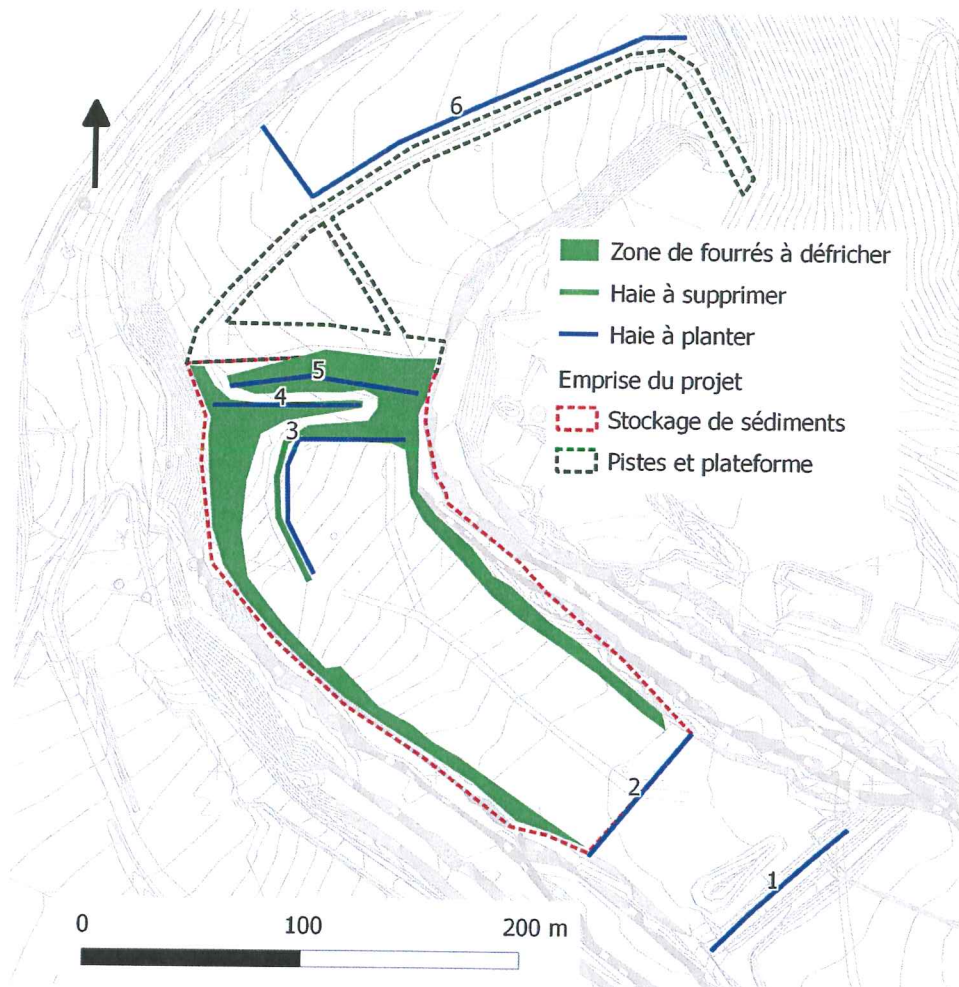 6
Zone de fourrés à défricher
Haie à supprimer
Haie à planter
Emprise du projet
Stockage de sédiments
Pistes et plateforme
5
4
3
2
1
0 100 200 m